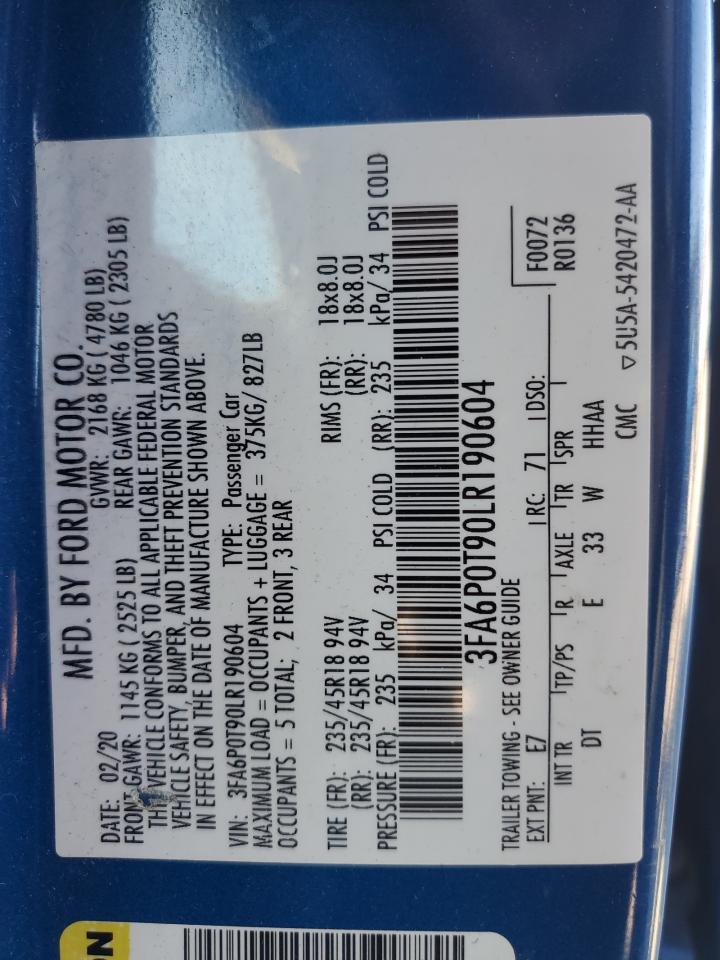 MFD. BY FORD MOTOR CO.
DATE: 02/20 GVWR: 2168 KG ( 4780 LB)
FRONT GAWR: 1145 KG ( 2525 LB) REAR GAWR: 1046 KG ( 2305 LB)
VEHICLE CONFORMS TO ALL APPLICABLE FEDERAL MOTOR
VEHICLE SAFETY, BUMPER, AND THEFT PREVENTION STANDARDS
IN EFFECT ON THE DATE OF MANUFACTURE SHOWN ABOVE.
VIN: 3FA6P0T90LR190604 TYPE: Passenger Car
MAXIMUM LOAD = OCCUPANTS + LUGGAGE = 375KG/ 827LB
OCCUPANTS = 5 TOTAL; 2 FRONT, 3 REAR
TIRE (FR): 235/45R18 94V RIMS (FR): 18x8.0J
(RR): 235/45R18 94V (RR): 18x8.0J
PRESSURE (FR): 235 kPa/ 34 PSI COLD (RR): 235 kPa/ 34 PSI COLD
3FA6P0T90LR190604
TRAILER TOWING - SEE OWNER GUIDE
EXT PNT: E7 RC: 71 DSO: F0072
R0136
INT TR TP/PS R AXLE TR SPR
DT E 33 W HHAA
CMC ▽ 5U5A-5420472-AA